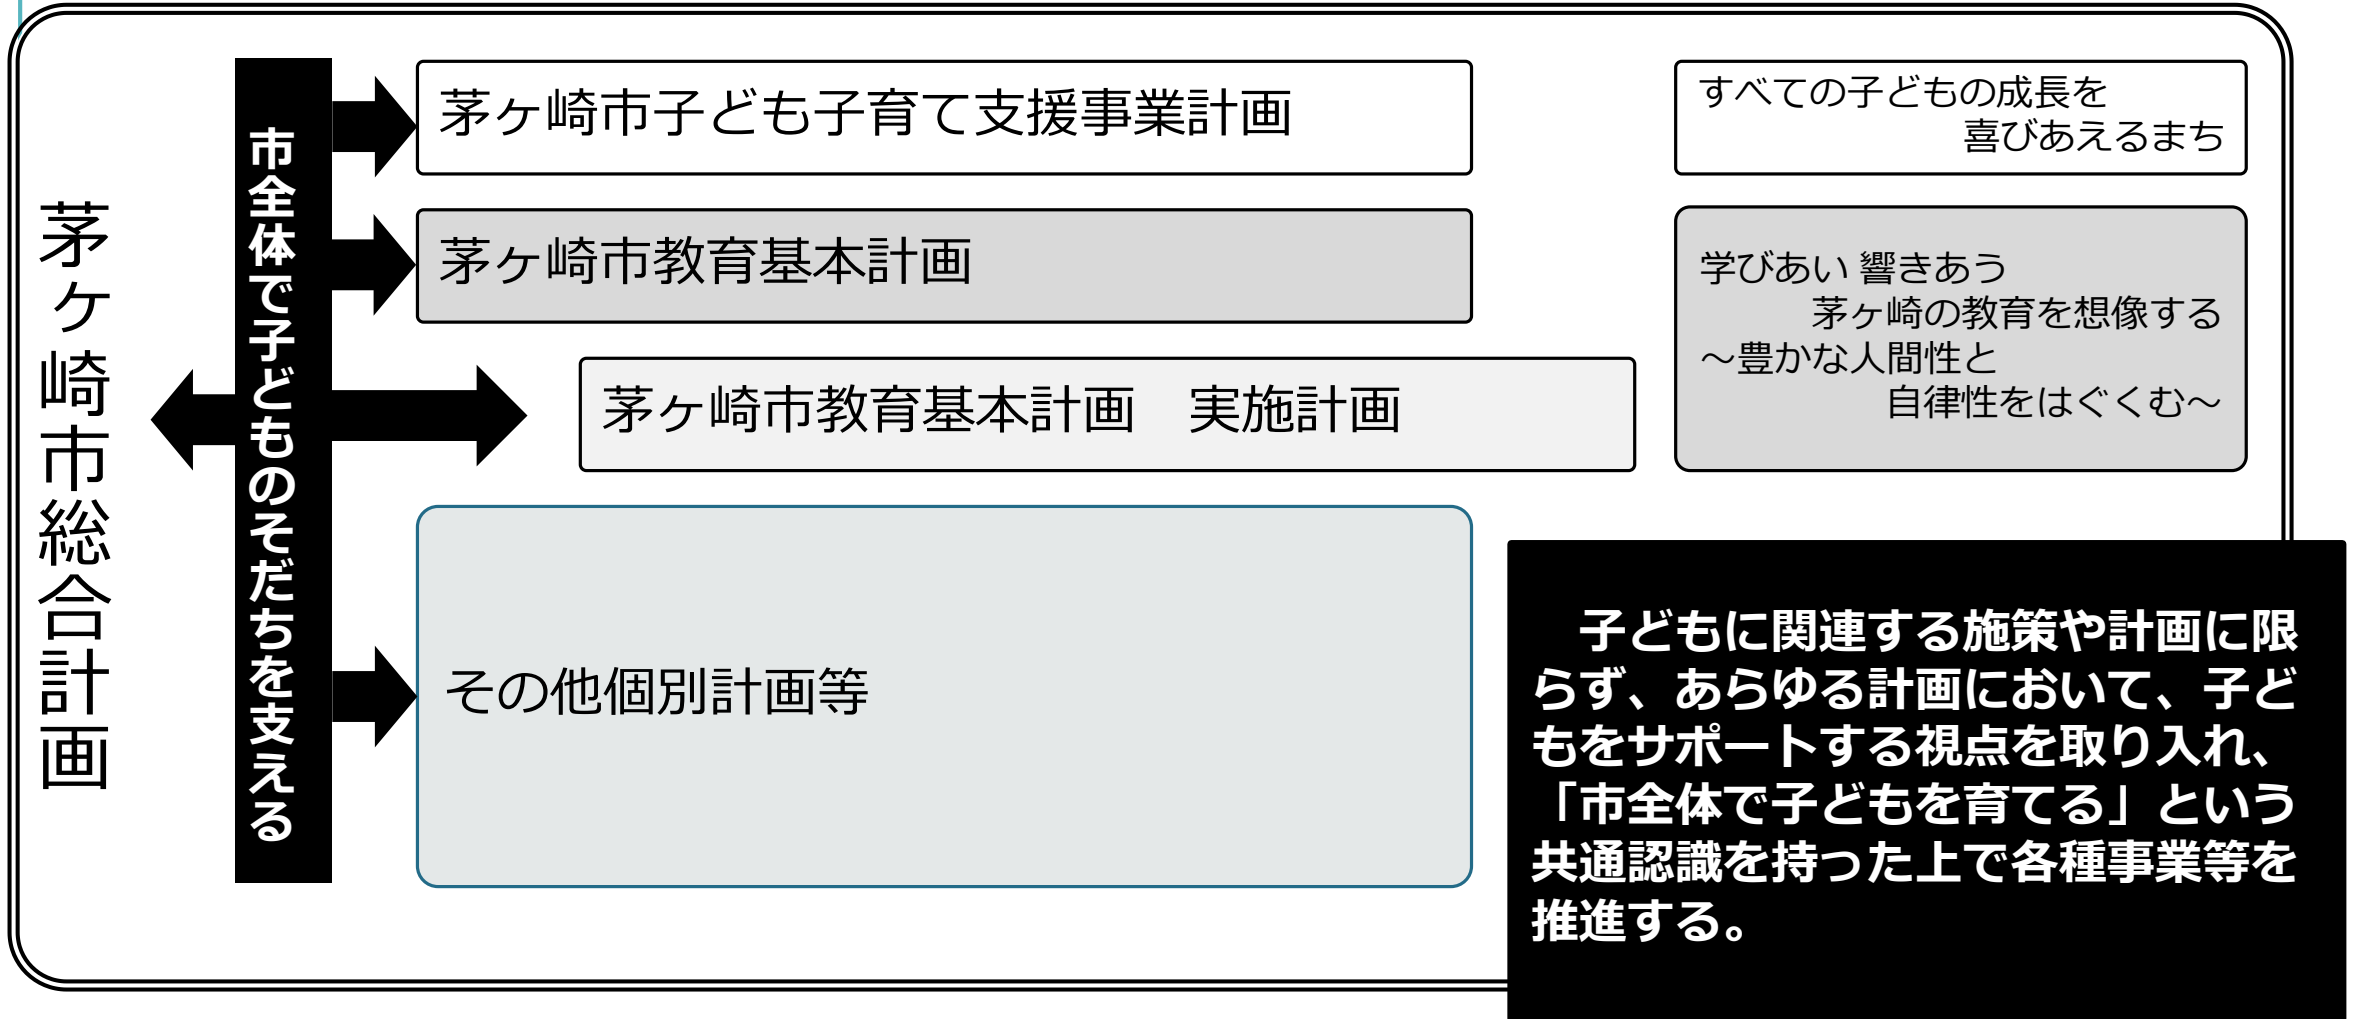 茅ヶ崎市総合計画
市全体で子どものそだちを支える
茅ヶ崎市子ども子育て支援事業計画
すべての子どもの成長を
喜びあえるまち
茅ヶ崎市教育基本計画
学びあい 響きあう
茅ヶ崎の教育を想像する
～豊かな人間性と
自律性をはぐくむ～
茅ヶ崎市教育基本計画　実施計画
その他個別計画等
子どもに関連する施策や計画に限
らず、あらゆる計画において、子ど
もをサポートする視点を取り入れ、
「市全体で子どもを育てる」という
共通認識を持った上で各種事業等を
推進する。